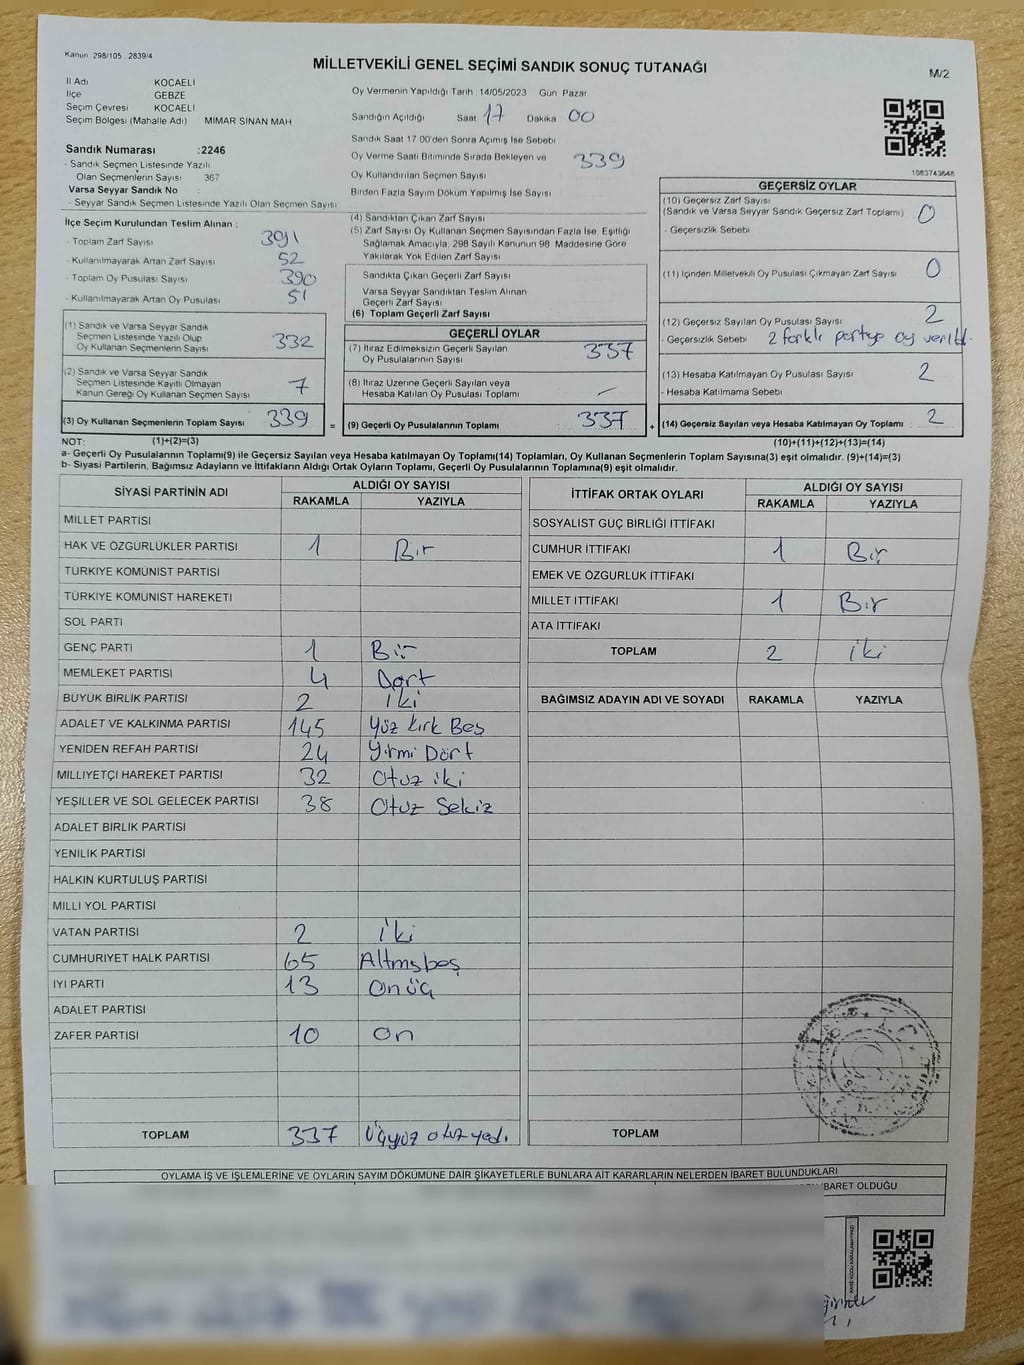 Kanun 298/105 2839/4
MİLLETVEKİLİ GENEL SEÇİMİ SANDIK SONUÇ TUTANAĞI
M/2
İl Adı KOCAELİ
İlçe GEBZE
Seçim Çevresi KOCAELİ
Seçim Bölgesi (Mahalle Adı) MİMAR SİNAN MAH
Sandık Numarası :2246
- Sandık Seçmen Listesinde Yazılı
Olan Seçmenlerin Sayısı 367
Varsa Seyyar Sandık No :
- Seyyar Sandık Seçmen Listesinde Yazılı Olan Seçmen Sayısı
Oy Vermenin Yapıldığı Tarih 14/05/2023 Gün Pazar
Sandığın Açıldığı Saat 17 Dakika 00
Sandık Saat 17 00'den Sonra Açımış İse Sebebi
Oy Verme Saati Bitiminde Sırada Bekleyen ve 339
Oy Kullandırılan Seçmen Sayısı
Birden Fazla Sayım Döküm Yapılmış İse Sayısı
1083743648
İlçe Seçim Kurulundan Teslim Alınan :
- Toplam Zarf Sayısı 391
- Kullanılmayarak Artan Zarf Sayısı 52
- Toplam Oy Pusulası Sayısı 390
- Kullanılmayarak Artan Oy Pusulası 51
(1) Sandık ve Varsa Seyyar Sandık
Seçmen Listesinde Yazılı Olup
Oy Kullanan Seçmenlerin Sayısı 332
(2) Sandık ve Varsa Seyyar Sandık
Seçmen Listesinde Kayıtlı Olmayan
Kanun Gereği Oy Kullanan Seçmen Sayısı 7
(3) Oy Kullanan Seçmenlerin Toplam Sayısı 339 =
(4) Sandıktan Çıkan Zarf Sayısı
(5) Zarf Sayısı Oy Kullanan Seçmen Sayısından Fazla İse, Eşitliği
Sağlamak Amacıyla, 298 Sayılı Kanunun 98 Maddesine Göre
Yakılarak Yok Edilen Zarf Sayısı
Sandıkta Çıkan Geçerli Zarf Sayısı
Varsa Seyyar Sandıktan Teslim Alınan
Geçerli Zarf Sayısı
(6) Toplam Geçerli Zarf Sayısı
GEÇERLİ OYLAR
(7) İtiraz Edilmeksizin Geçerli Sayılan
Oy Pusulalarının Sayısı 337
(8) İtiraz Üzerine Geçerli Sayılan veya
Hesaba Katılan Oy Pusulası Toplamı –
(9) Geçerli Oy Pusulalarının Toplamı 337 +
GEÇERSİZ OYLAR
(10) Geçersiz Zarf Sayısı
(Sandık ve Varsa Seyyar Sandık Geçersiz Zarf Toplamı) 0
- Geçersizlik Sebebi
(11) İçinden Milletvekili Oy Pusulası Çıkmayan Zarf Sayısı 0
(12) Geçersiz Sayılan Oy Pusulası Sayısı 2
- Geçersizlik Sebebi 2 farklı partiye oy verildi.
(13) Hesaba Katılmayan Oy Pusulası Sayısı 2
- Hesaba Katılmama Sebebi
(14) Geçersiz Sayılan veya Hesaba Katılmayan Oy Toplamı 2
NOT: (1)+(2)=(3) (10)+(11)+(12)+(13)=(14)
a- Geçerli Oy Pusulalarının Toplamı(9) ile Geçersiz Sayılan veya Hesaba katılmayan Oy Toplamı(14) Toplamları, Oy Kullanan Seçmenlerin Toplam Sayısına(3) eşit olmalıdır. (9)+(14)=(3)
b- Siyasi Partilerin, Bağımsız Adayların ve İttifakların Aldığı Ortak Oyların Toplamı, Geçerli Oy Pusulalarının Toplamına(9) eşit olmalıdır.
SİYASİ PARTİNİN ADI ALDIĞI OY SAYISI
RAKAMLA YAZIYLA
MİLLET PARTİSİ
HAK VE ÖZGÜRLÜKLER PARTİSİ 1 Bir
TÜRKİYE KOMÜNİST PARTİSİ
TÜRKİYE KOMÜNİST HAREKETİ
SOL PARTİ
GENÇ PARTİ 1 Bir
MEMLEKET PARTİSİ 4 Dört
BÜYÜK BİRLİK PARTİSİ 2 İki
ADALET VE KALKINMA PARTİSİ 145 Yüz Kırk Beş
YENİDEN REFAH PARTİSİ 24 Yirmi Dört
MİLLİYETÇİ HAREKET PARTİSİ 32 Otuz iki
YEŞİLLER VE SOL GELECEK PARTİSİ 38 Otuz Sekiz
ADALET BİRLİK PARTİSİ
YENİLİK PARTİSİ
HALKIN KURTULUŞ PARTİSİ
MİLLİ YOL PARTİSİ
VATAN PARTİSİ 2 İki
CUMHURİYET HALK PARTİSİ 65 Altmşbeş
İYİ PARTİ 13 Onüç
ADALET PARTİSİ
ZAFER PARTİSİ 10 On
TOPLAM 337 Üçyüz otuz yedi
İTTİFAK ORTAK OYLARI ALDIĞI OY SAYISI
RAKAMLA YAZIYLA
SOSYALİST GÜÇ BİRLİĞİ İTTİFAKI
CUMHUR İTTİFAKI 1 Bir
EMEK VE ÖZGÜRLÜK İTTİFAKI
MİLLET İTTİFAKI 1 Bir
ATA İTTİFAKI
TOPLAM 2 iki
BAĞIMSIZ ADAYIN ADI VE SOYADI RAKAMLA YAZIYLA
TOPLAM
OYLAMA İŞ VE İŞLEMLERİNE VE OYLARIN SAYIM DÖKÜMÜNE DAİR ŞİKAYETLERLE BUNLARA AİT KARARLARIN NELERDEN İBARET BULUNDUKLARI
İBARET OLDUĞU